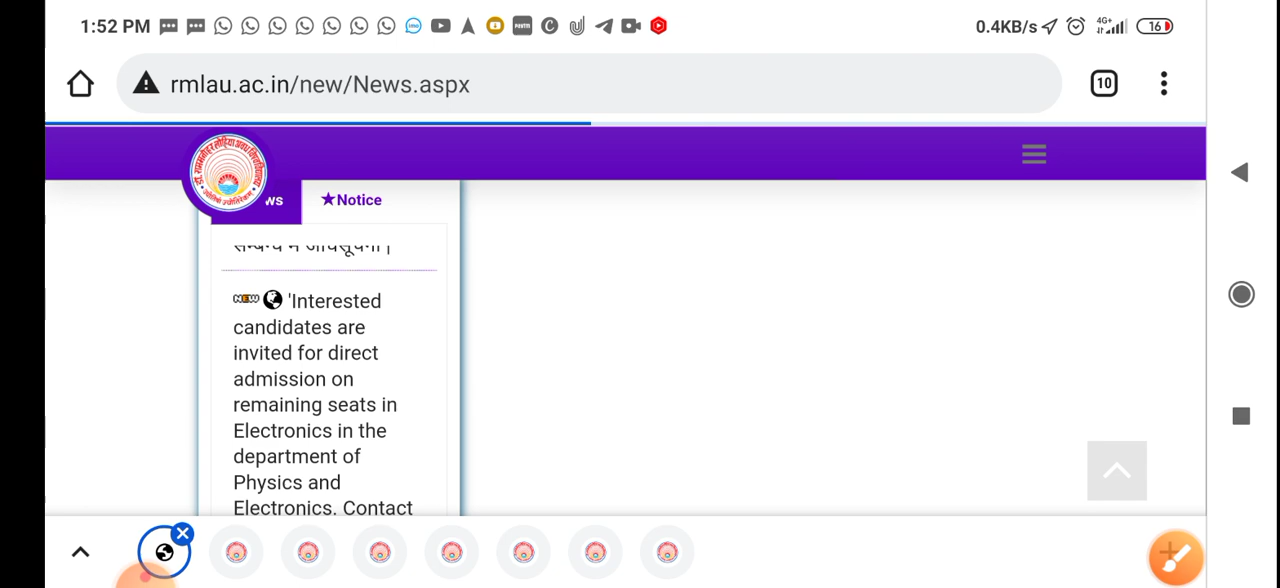 1:52 PM
0.4KB/s 4G+ 16
rmlau.ac.in/new/News.aspx
10
ws
★Notice
NEW 'Interested
candidates are
invited for direct
admission on
remaining seats in
Electronics in the
department of
Physics and
Electronics. Contact